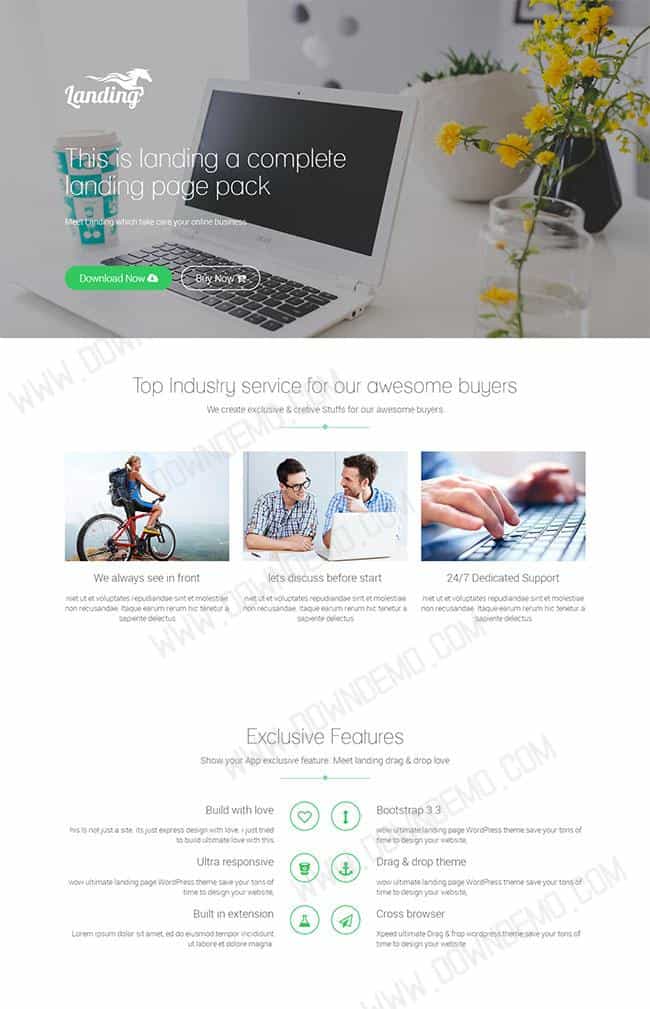 Landing
This is landing a complete
landing page pack
Meet Landing which take care your online business
Download Now
Buy Now
Top Industry service for our awesome buyers
We create exclusive & cretive Stuffs for our awesome buyers.
We always see in front
niet ut et voluptates repudiandae sint et molestiae
non recusandae. Itaque earum rerum hic tenetur a
sapiente delectus
lets discuss before start
niet ut et voluptates repudiandae sint et molestiae
non recusandae. Itaque earum rerum hic tenetur a
sapiente delectus
24/7 Dedicated Support
niet ut et voluptates repudiandae sint et molestiae
non recusandae. Itaque earum rerum hic tenetur a
sapiente delectus
Exclusive Features
Show your App exclusive feature. Meet landing drag & drop love
Build with love
his Is not just a site. its just express design with love. i just tried
to build ultimate love with this
Bootstrap 3.3
wow ultimate landing page WordPress theme save your tons of
time to design your website,
Ultra responsive
wow ultimate landing page WordPress theme save your tons of
time to design your website,
Drag & drop theme
wow ultimate landing page WordPress theme save your tons of
time to design your website,
Built in extension
Lorem ipsum dolor sit amet, ed do eiusmod tempor incididunt
ut labore et dolore magna
Cross browser
Xpeed ultimate Drag & frap wordpress theme save your tons of
time to design your website
WWW.DOWNDEMO.COM
WWW.DOWNDEMO.COM
WWW.DOWNDEMO.COM
WWW.DOWNDEMO.COM
WWW.DOWNDEMO.COM